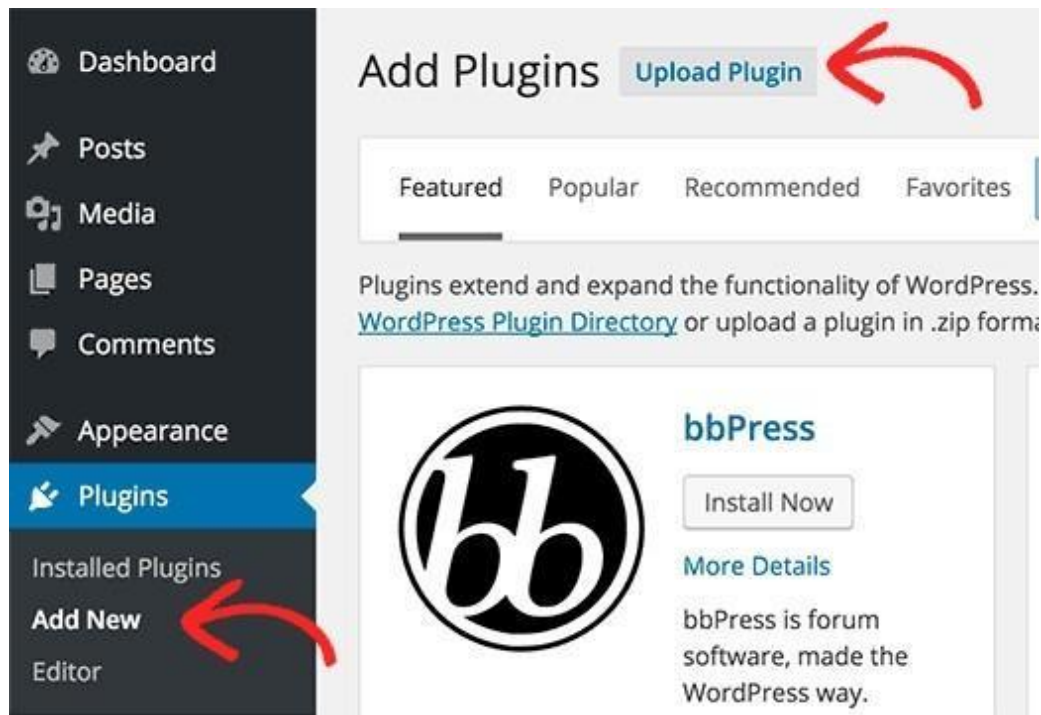 Dashboard
Posts
Media
Pages
Comments
Appearance
Plugins
Installed Plugins
Add New
Editor
Add Plugins Upload Plugin
Featured Popular Recommended Favorites
Plugins extend and expand the functionality of WordPress.
WordPress Plugin Directory or upload a plugin in .zip
bb
bbPress
Install Now
More Details
bbPress is forum
software, made the
WordPress way.